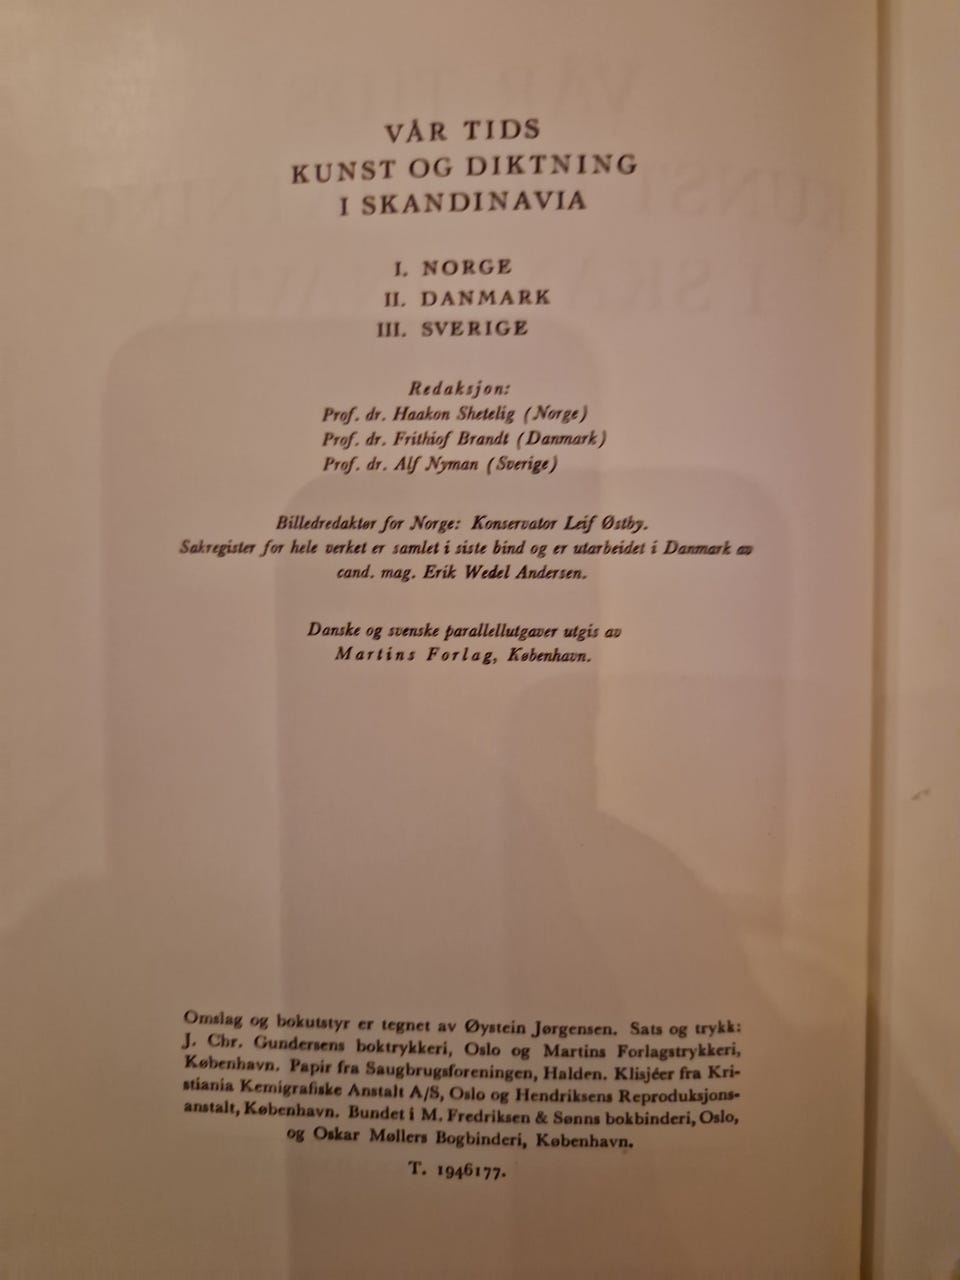 VÅR TIDS
KUNST OG DIKTNING
I SKANDINAVIA
I. NORGE
II. DANMARK
III. SVERIGE
Redaksjon:
Prof. dr. Haakon Shetelig (Norge)
Prof. dr. Frithiof Brandt (Danmark)
Prof. dr. Alf Nyman (Sverige)
Billedredaktør for Norge: Konservator Leif Østby.
Sakregister for hele verket er samlet i siste bind og er utarbeidet i Danmark av
cand. mag. Erik Wedel Andersen.
Danske og svenske parallellutgaver utgis av
Martins Forlag, København.
Omslag og bokutstyr er tegnet av Øystein Jørgensen. Sats og trykk:
J. Chr. Gundersens boktrykkeri, Oslo og Martins Forlagstrykkeri,
København. Papir fra Saugbrugsforeningen, Halden. Klisjéer fra Kri-
stiania Kemigrafiske Anstalt A/S, Oslo og Hendriksens Reproduksjons-
anstalt, København. Bundet i M. Fredriksen & Sønns bokbinderi, Oslo,
og Oskar Møllers Bogbinderi, København.
T. 1946177.